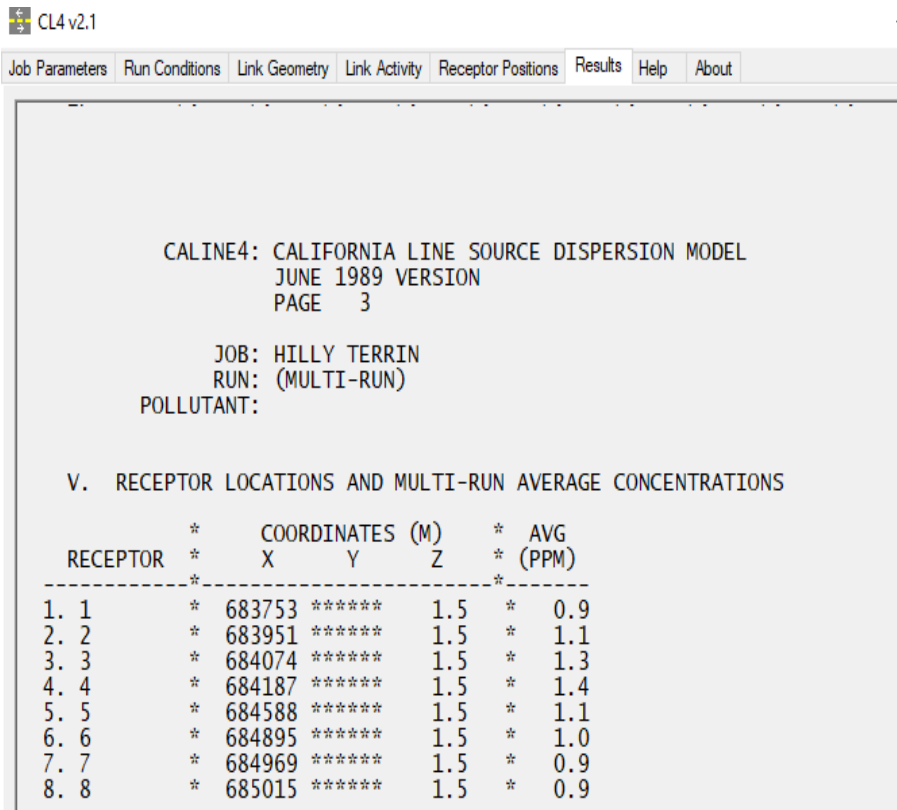 CL4 v2.1
Job Parameters Run Conditions Link Geometry Link Activity Receptor Positions Results Help About
CALINE4: CALIFORNIA LINE SOURCE DISPERSION MODEL
JUNE 1989 VERSION
PAGE 3
JOB: HILLY TERRIN
RUN: (MULTI-RUN)
POLLUTANT:
V. RECEPTOR LOCATIONS AND MULTI-RUN AVERAGE CONCENTRATIONS
* COORDINATES (M) * AVG
RECEPTOR * X Y Z * (PPM)
------------*-------------------------*-------
1. 1 * 683753 ****** 1.5 * 0.9
2. 2 * 683951 ****** 1.5 * 1.1
3. 3 * 684074 ****** 1.5 * 1.3
4. 4 * 684187 ****** 1.5 * 1.4
5. 5 * 684588 ****** 1.5 * 1.1
6. 6 * 684895 ****** 1.5 * 1.0
7. 7 * 684969 ****** 1.5 * 0.9
8. 8 * 685015 ****** 1.5 * 0.9